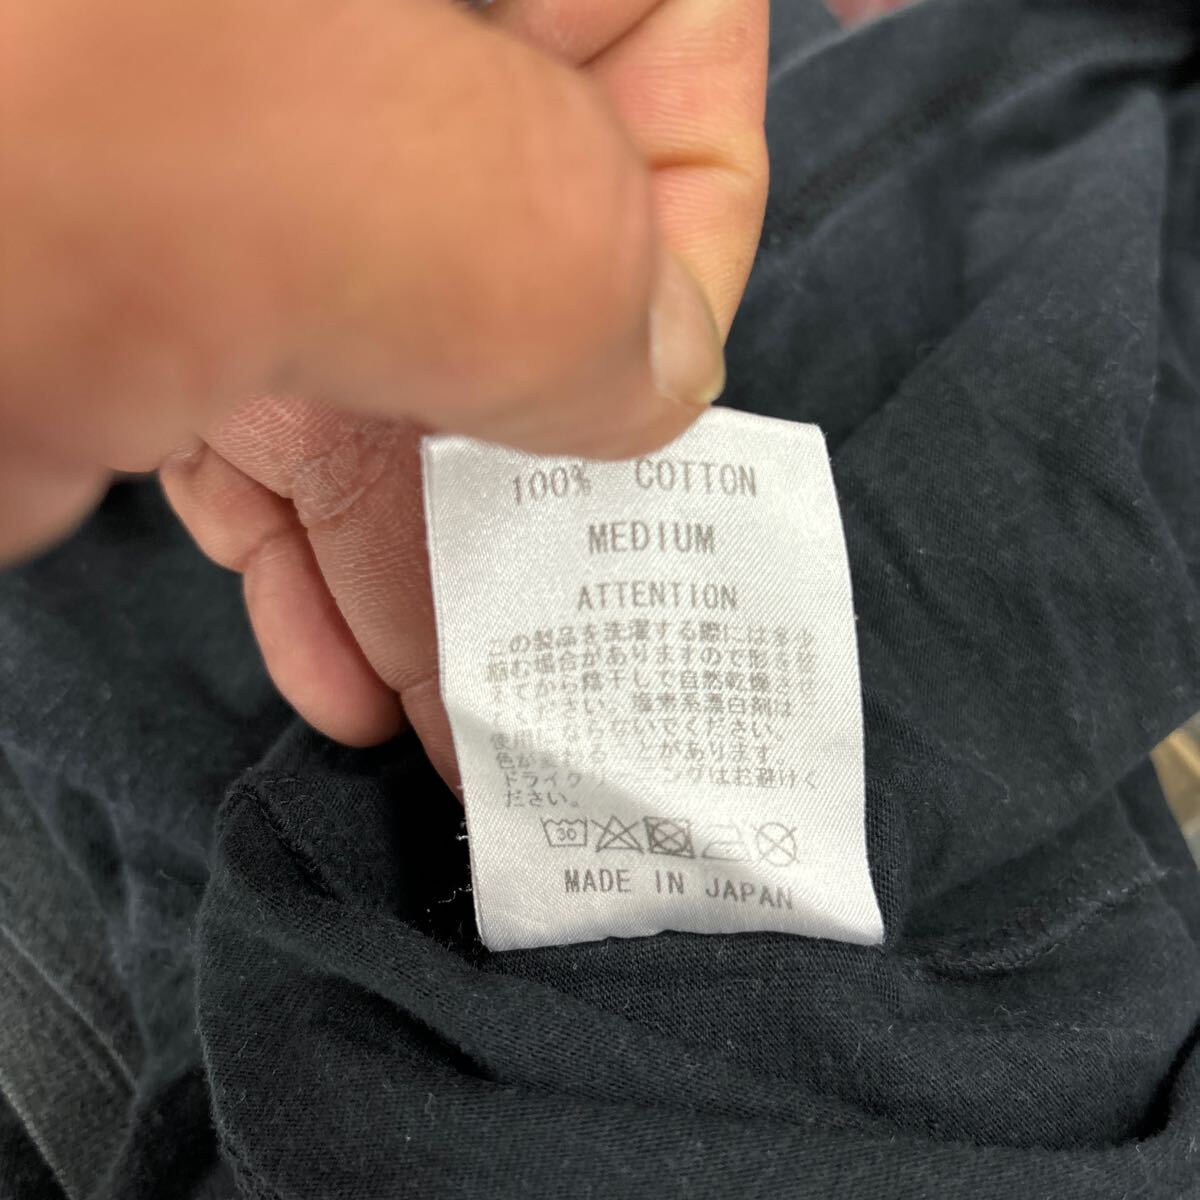 100% COTTON
MEDIUM
ATTENTION
この製品を洗濯する際には多少
縮む場合がありますので形を整
えてから陰干しで自然乾燥させ
てください。塩素系漂白剤は
使用になら ないでください。
色が ること があります。
ドライク ーニングはお避けく
ださい。
30
MADE IN JAPAN